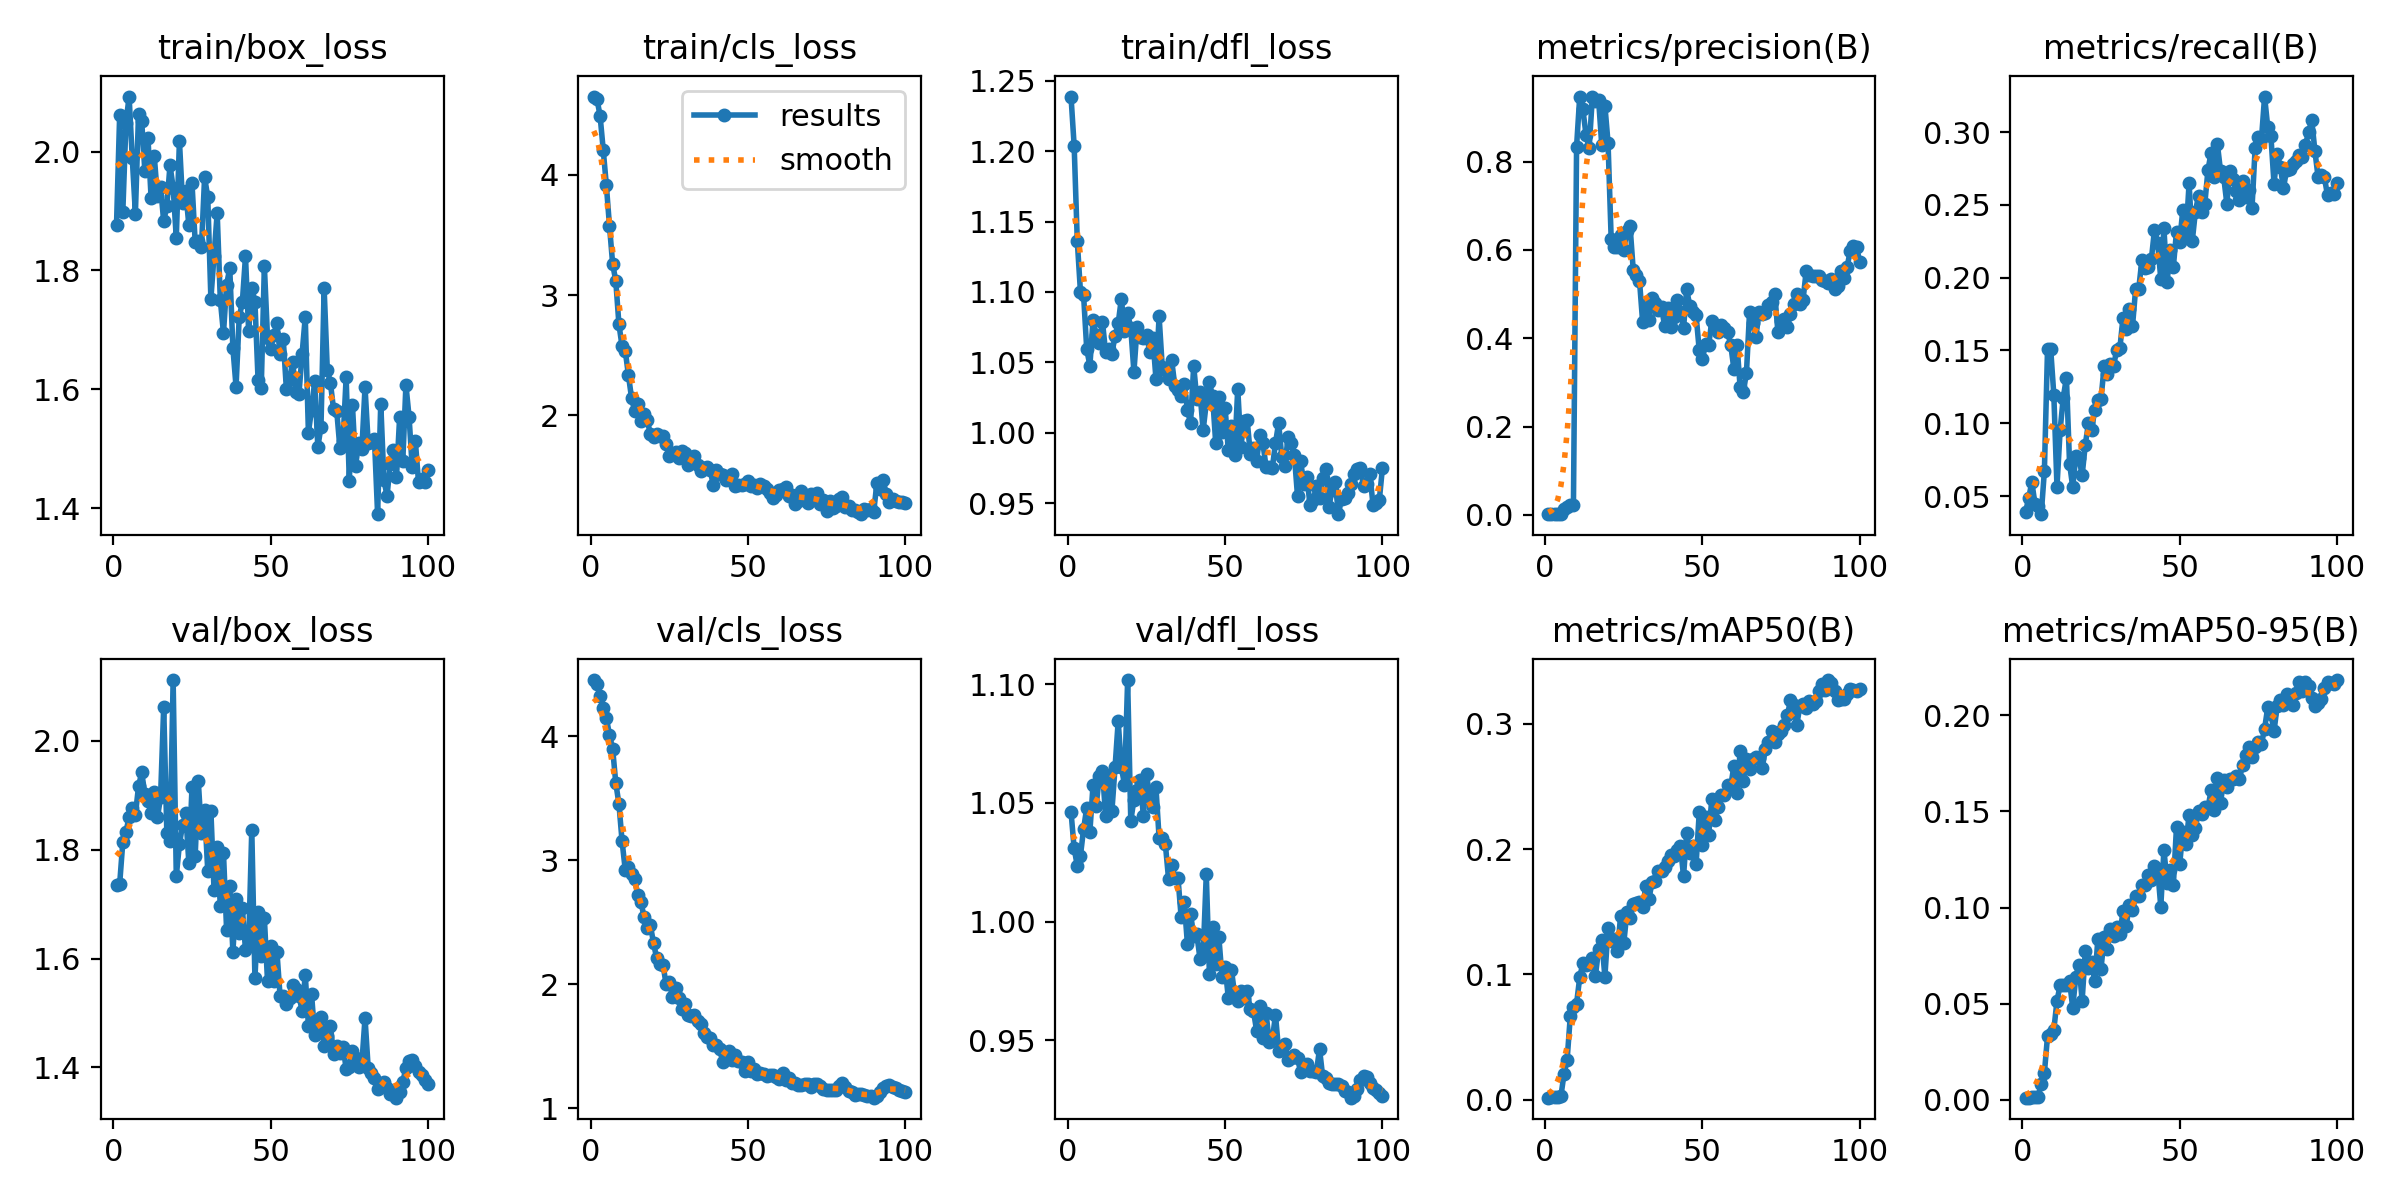 train/box_loss
2.0
1.8
1.6
1.4
0 50 100
train/cls_loss
results
smooth
4
3
2
0 50 100
train/dfl_loss
1.25
1.20
1.15
1.10
1.05
1.00
0.95
0 50 100
metrics/precision(B)
0.8
0.6
0.4
0.2
0.0
0 50 100
metrics/recall(B)
0.30
0.25
0.20
0.15
0.10
0.05
0 50 100
val/box_loss
2.0
1.8
1.6
1.4
0 50 100
val/cls_loss
4
3
2
1
0 50 100
val/dfl_loss
1.10
1.05
1.00
0.95
0 50 100
metrics/mAP50(B)
0.3
0.2
0.1
0.0
0 50 100
metrics/mAP50-95(B)
0.20
0.15
0.10
0.05
0.00
0 50 100